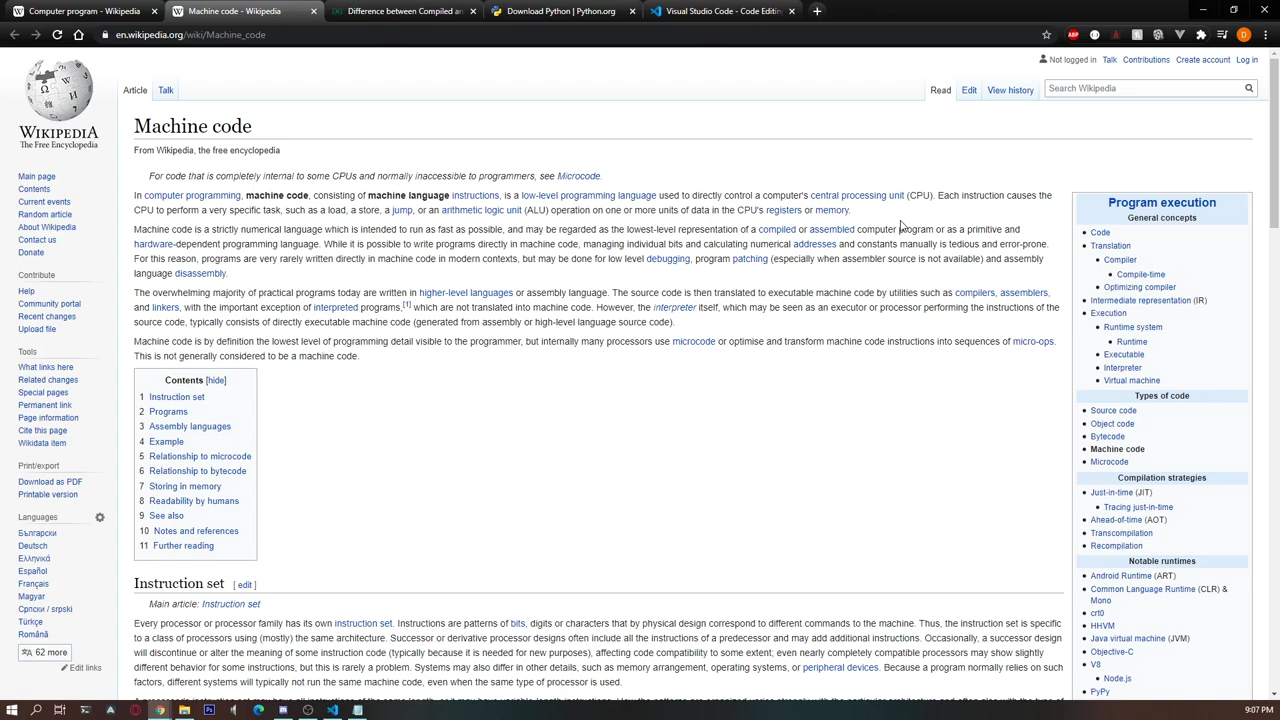 Computer program - Wikipedia
Machine code - Wikipedia
Difference between Compiled an
Download Python | Python.org
Visual Studio Code - Code Editin
en.wikipedia.org/wiki/Machine_code
ABP
D
Not logged in Talk Contributions Create account Log in
Article Talk
Read Edit View history
Search Wikipedia
WIKIPEDIA
The Free Encyclopedia
Main page
Contents
Current events
Random article
About Wikipedia
Contact us
Donate
Contribute
Help
Community portal
Recent changes
Upload file
Tools
What links here
Related changes
Special pages
Permanent link
Page information
Cite this page
Wikidata item
Print/export
Download as PDF
Printable version
Languages
Български
Deutsch
Ελληνικά
Español
Français
Magyar
Српски / srpski
Türkçe
Română
62 more
Edit links
Machine code
From Wikipedia, the free encyclopedia
For code that is completely internal to some CPUs and normally inaccessible to programmers, see Microcode.
In computer programming, machine code, consisting of machine language instructions, is a low-level programming language used to directly control a computer's central processing unit (CPU). Each instruction causes the
CPU to perform a very specific task, such as a load, a store, a jump, or an arithmetic logic unit (ALU) operation on one or more units of data in the CPU's registers or memory.
Machine code is a strictly numerical language which is intended to run as fast as possible, and may be regarded as the lowest-level representation of a compiled or assembled computer program or as a primitive and
hardware-dependent programming language. While it is possible to write programs directly in machine code, managing individual bits and calculating numerical addresses and constants manually is tedious and error-prone.
For this reason, programs are very rarely written directly in machine code in modern contexts, but may be done for low level debugging, program patching (especially when assembler source is not available) and assembly
language disassembly.
The overwhelming majority of practical programs today are written in higher-level languages or assembly language. The source code is then translated to executable machine code by utilities such as compilers, assemblers,
and linkers, with the important exception of interpreted programs,[1] which are not translated into machine code. However, the interpreter itself, which may be seen as an executor or processor performing the instructions of the
source code, typically consists of directly executable machine code (generated from assembly or high-level language source code).
Machine code is by definition the lowest level of programming detail visible to the programmer, but internally many processors use microcode or optimise and transform machine code instructions into sequences of micro-ops.
This is not generally considered to be a machine code.
Contents [hide]
1 Instruction set
2 Programs
3 Assembly languages
4 Example
5 Relationship to microcode
6 Relationship to bytecode
7 Storing in memory
8 Readability by humans
9 See also
10 Notes and references
11 Further reading
Instruction set [ edit ]
Main article: Instruction set
Every processor or processor family has its own instruction set. Instructions are patterns of bits, digits or characters that by physical design correspond to different commands to the machine. Thus, the instruction set is specific
to a class of processors using (mostly) the same architecture. Successor or derivative processor designs often include all the instructions of a predecessor and may add additional instructions. Occasionally, a successor design
will discontinue or alter the meaning of some instruction code (typically because it is needed for new purposes), affecting code compatibility to some extent; even nearly completely compatible processors may show slightly
different behavior for some instructions, but this is rarely a problem. Systems may also differ in other details, such as memory arrangement, operating systems, or peripheral devices. Because a program normally relies on such
factors, different systems will typically not run the same machine code, even when the same type of processor is used.
Program execution
General concepts
Code
Translation
Compiler
Compile-time
Optimizing compiler
Intermediate representation (IR)
Execution
Runtime system
Runtime
Executable
Interpreter
Virtual machine
Types of code
Source code
Object code
Bytecode
Machine code
Microcode
Compilation strategies
Just-in-time (JIT)
Tracing just-in-time
Ahead-of-time (AOT)
Transcompilation
Recompilation
Notable runtimes
Android Runtime (ART)
Common Language Runtime (CLR) &
Mono
crt0
HHVM
Java virtual machine (JVM)
Objective-C
V8
Node.js
PyPy
9:07 PM